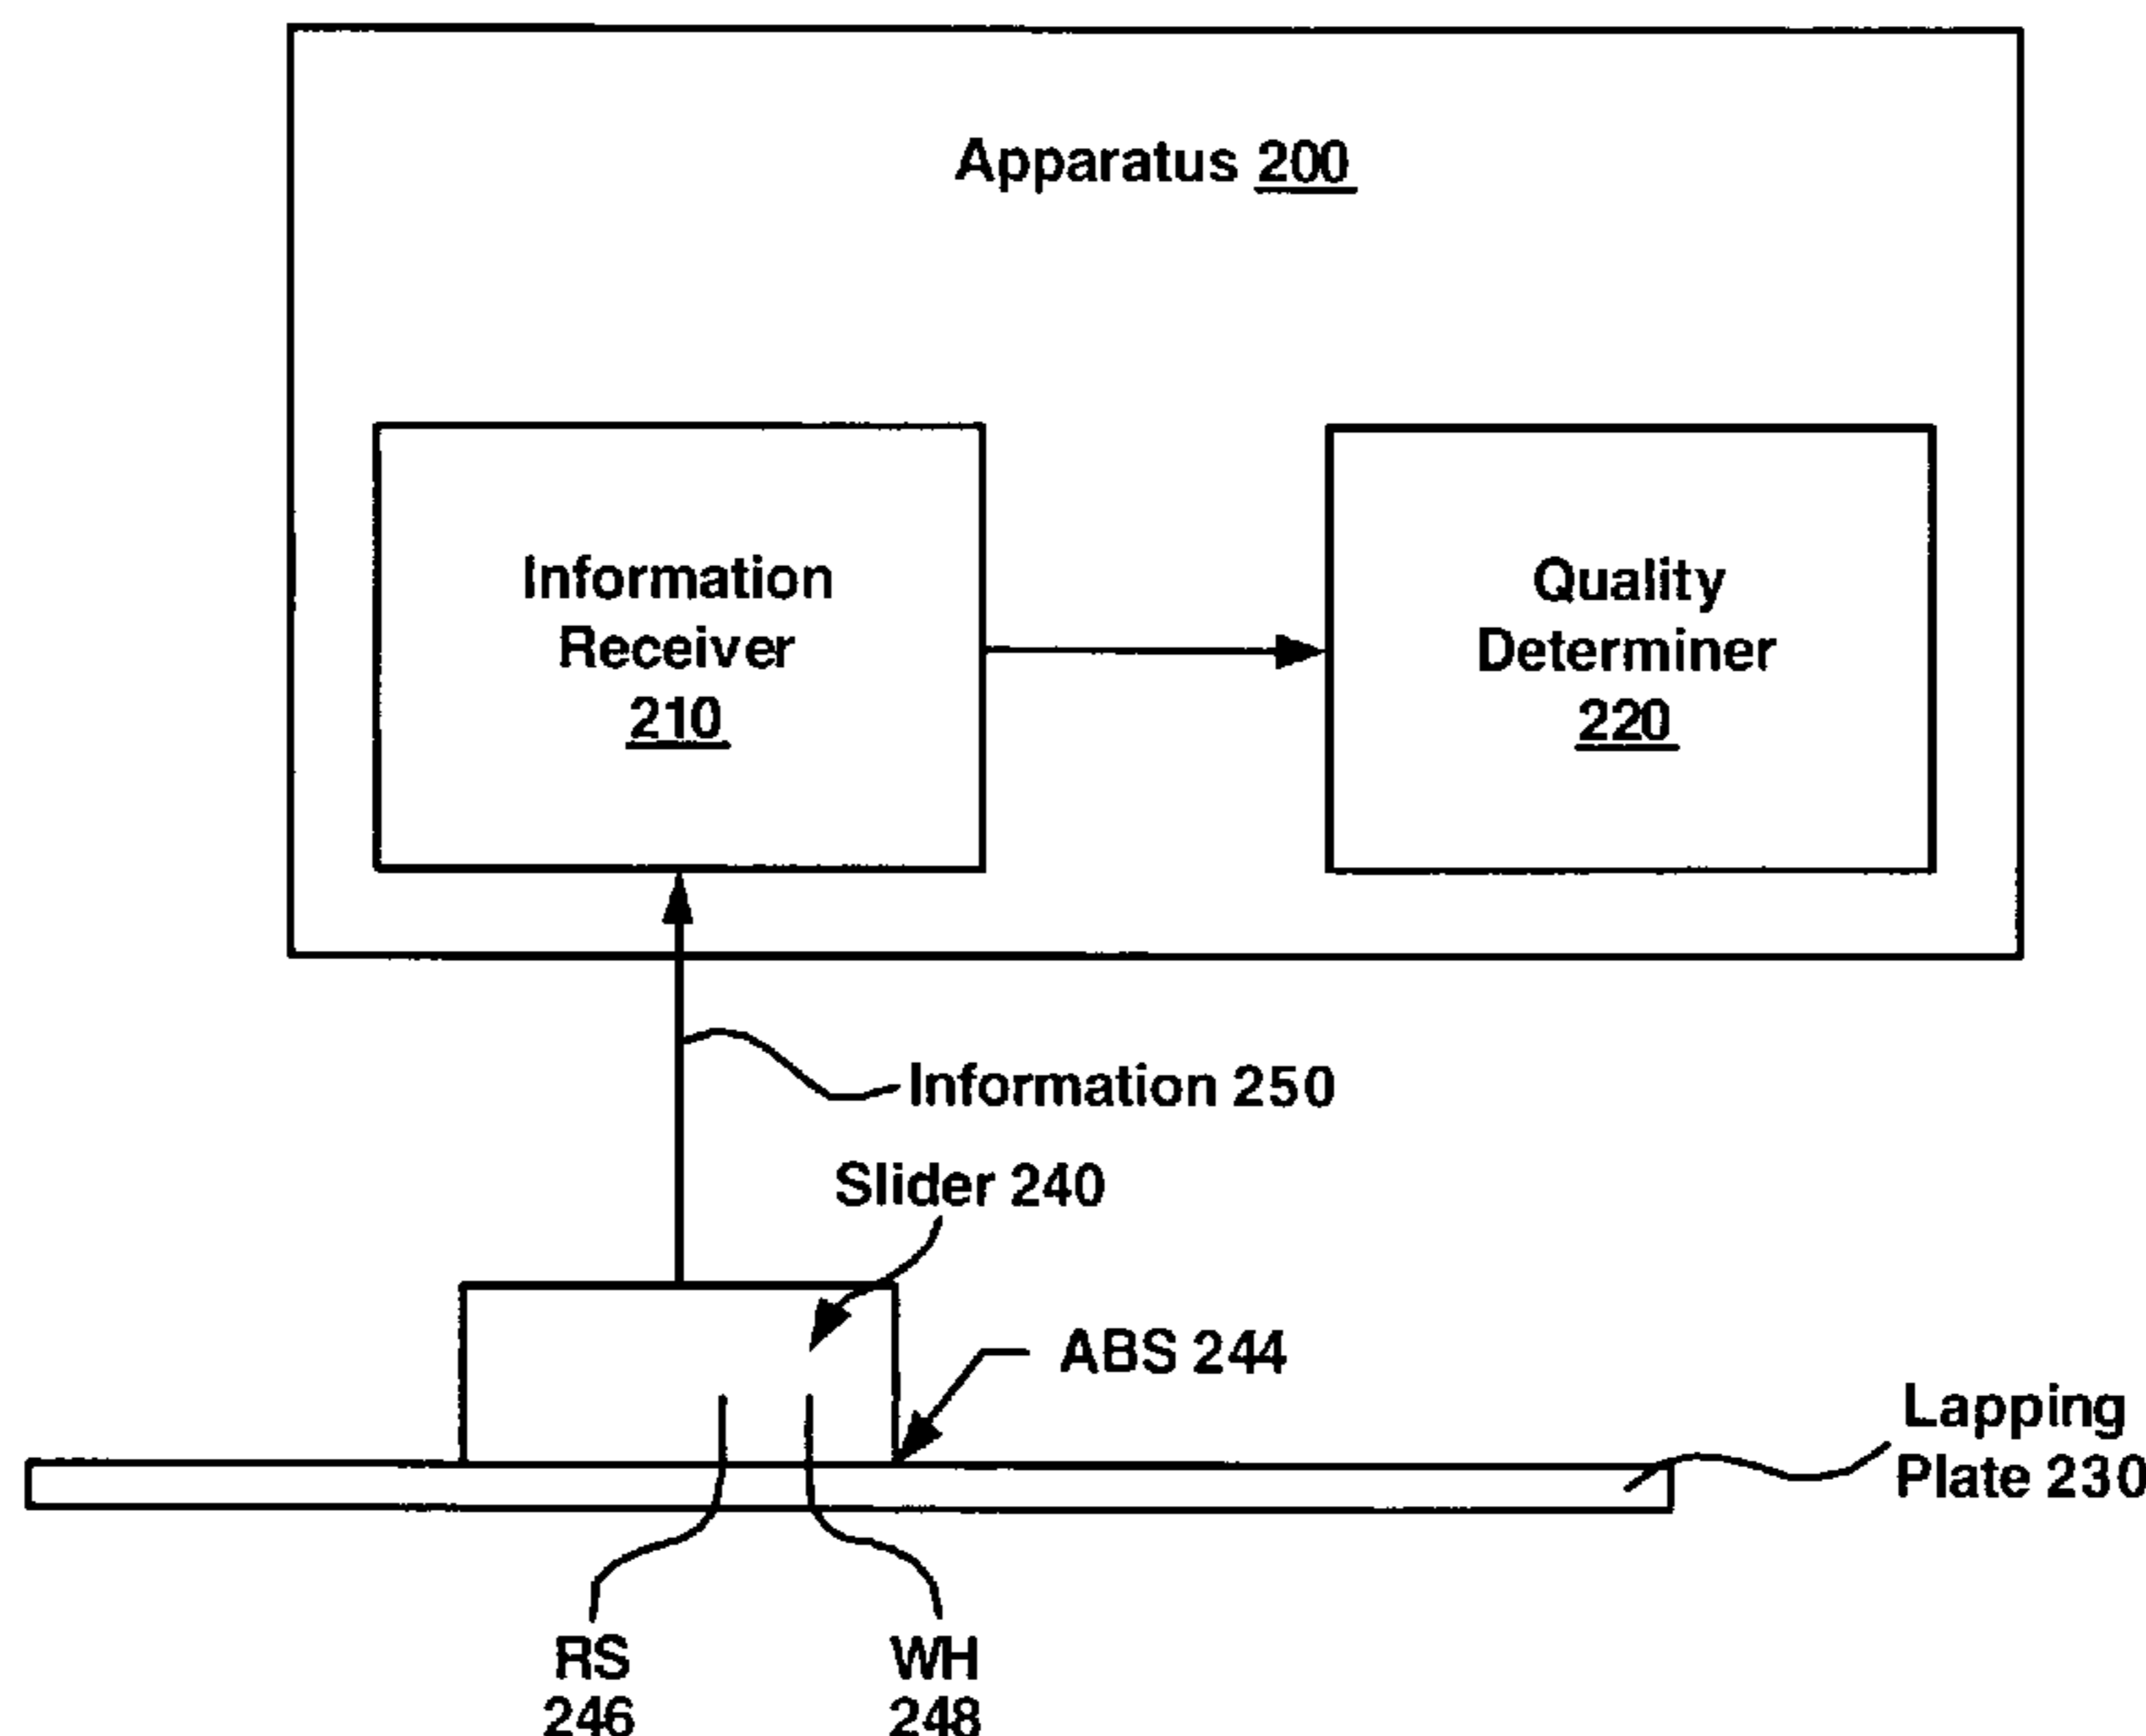 Apparatus 200
Information
Receiver
210
Quality
Determiner
220
Information 250
Slider 240
ABS 244
Lapping
Plate 230
RS
246
WH
248